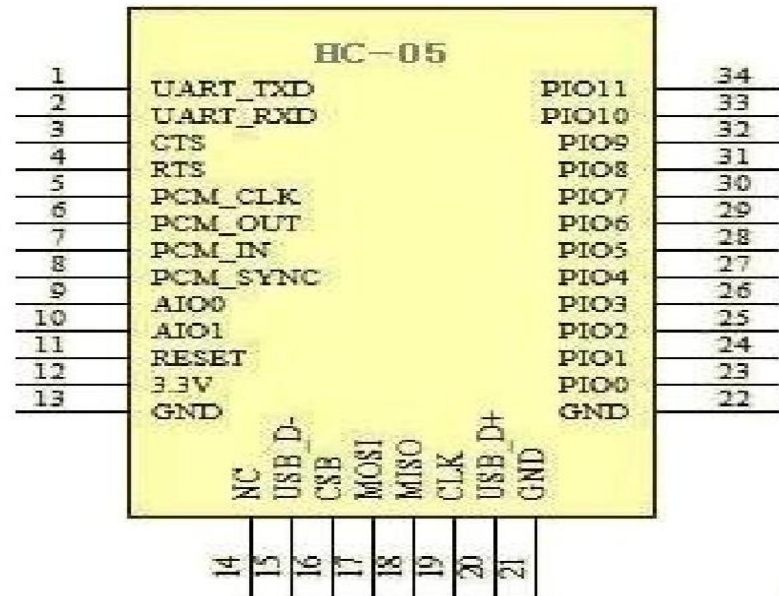 HC-05
1 UART_TXD PIO11 34
2 UART_RXD PIO10 33
3 CTS PIO9 32
4 RTS PIO8 31
5 PCM_CLK PIO7 30
6 PCM_OUT PIO6 29
7 PCM_IN PIO5 28
8 PCM_SYNC PIO4 27
9 AIO0 PIO3 26
10 AIO1 PIO2 25
11 RESET PIO1 24
12 3.3V PIO0 23
13 GND GND 22
NC USB_D- CSB MOSI MISO CLK USB_D+ GND
14 15 16 17 18 19 20 21